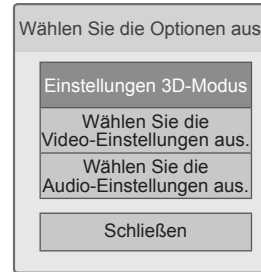 Wählen Sie die Optionen aus
Einstellungen 3D-Modus
Wählen Sie die
Video-Einstellungen aus.
Wählen Sie die
Audio-Einstellungen aus.
Schließen